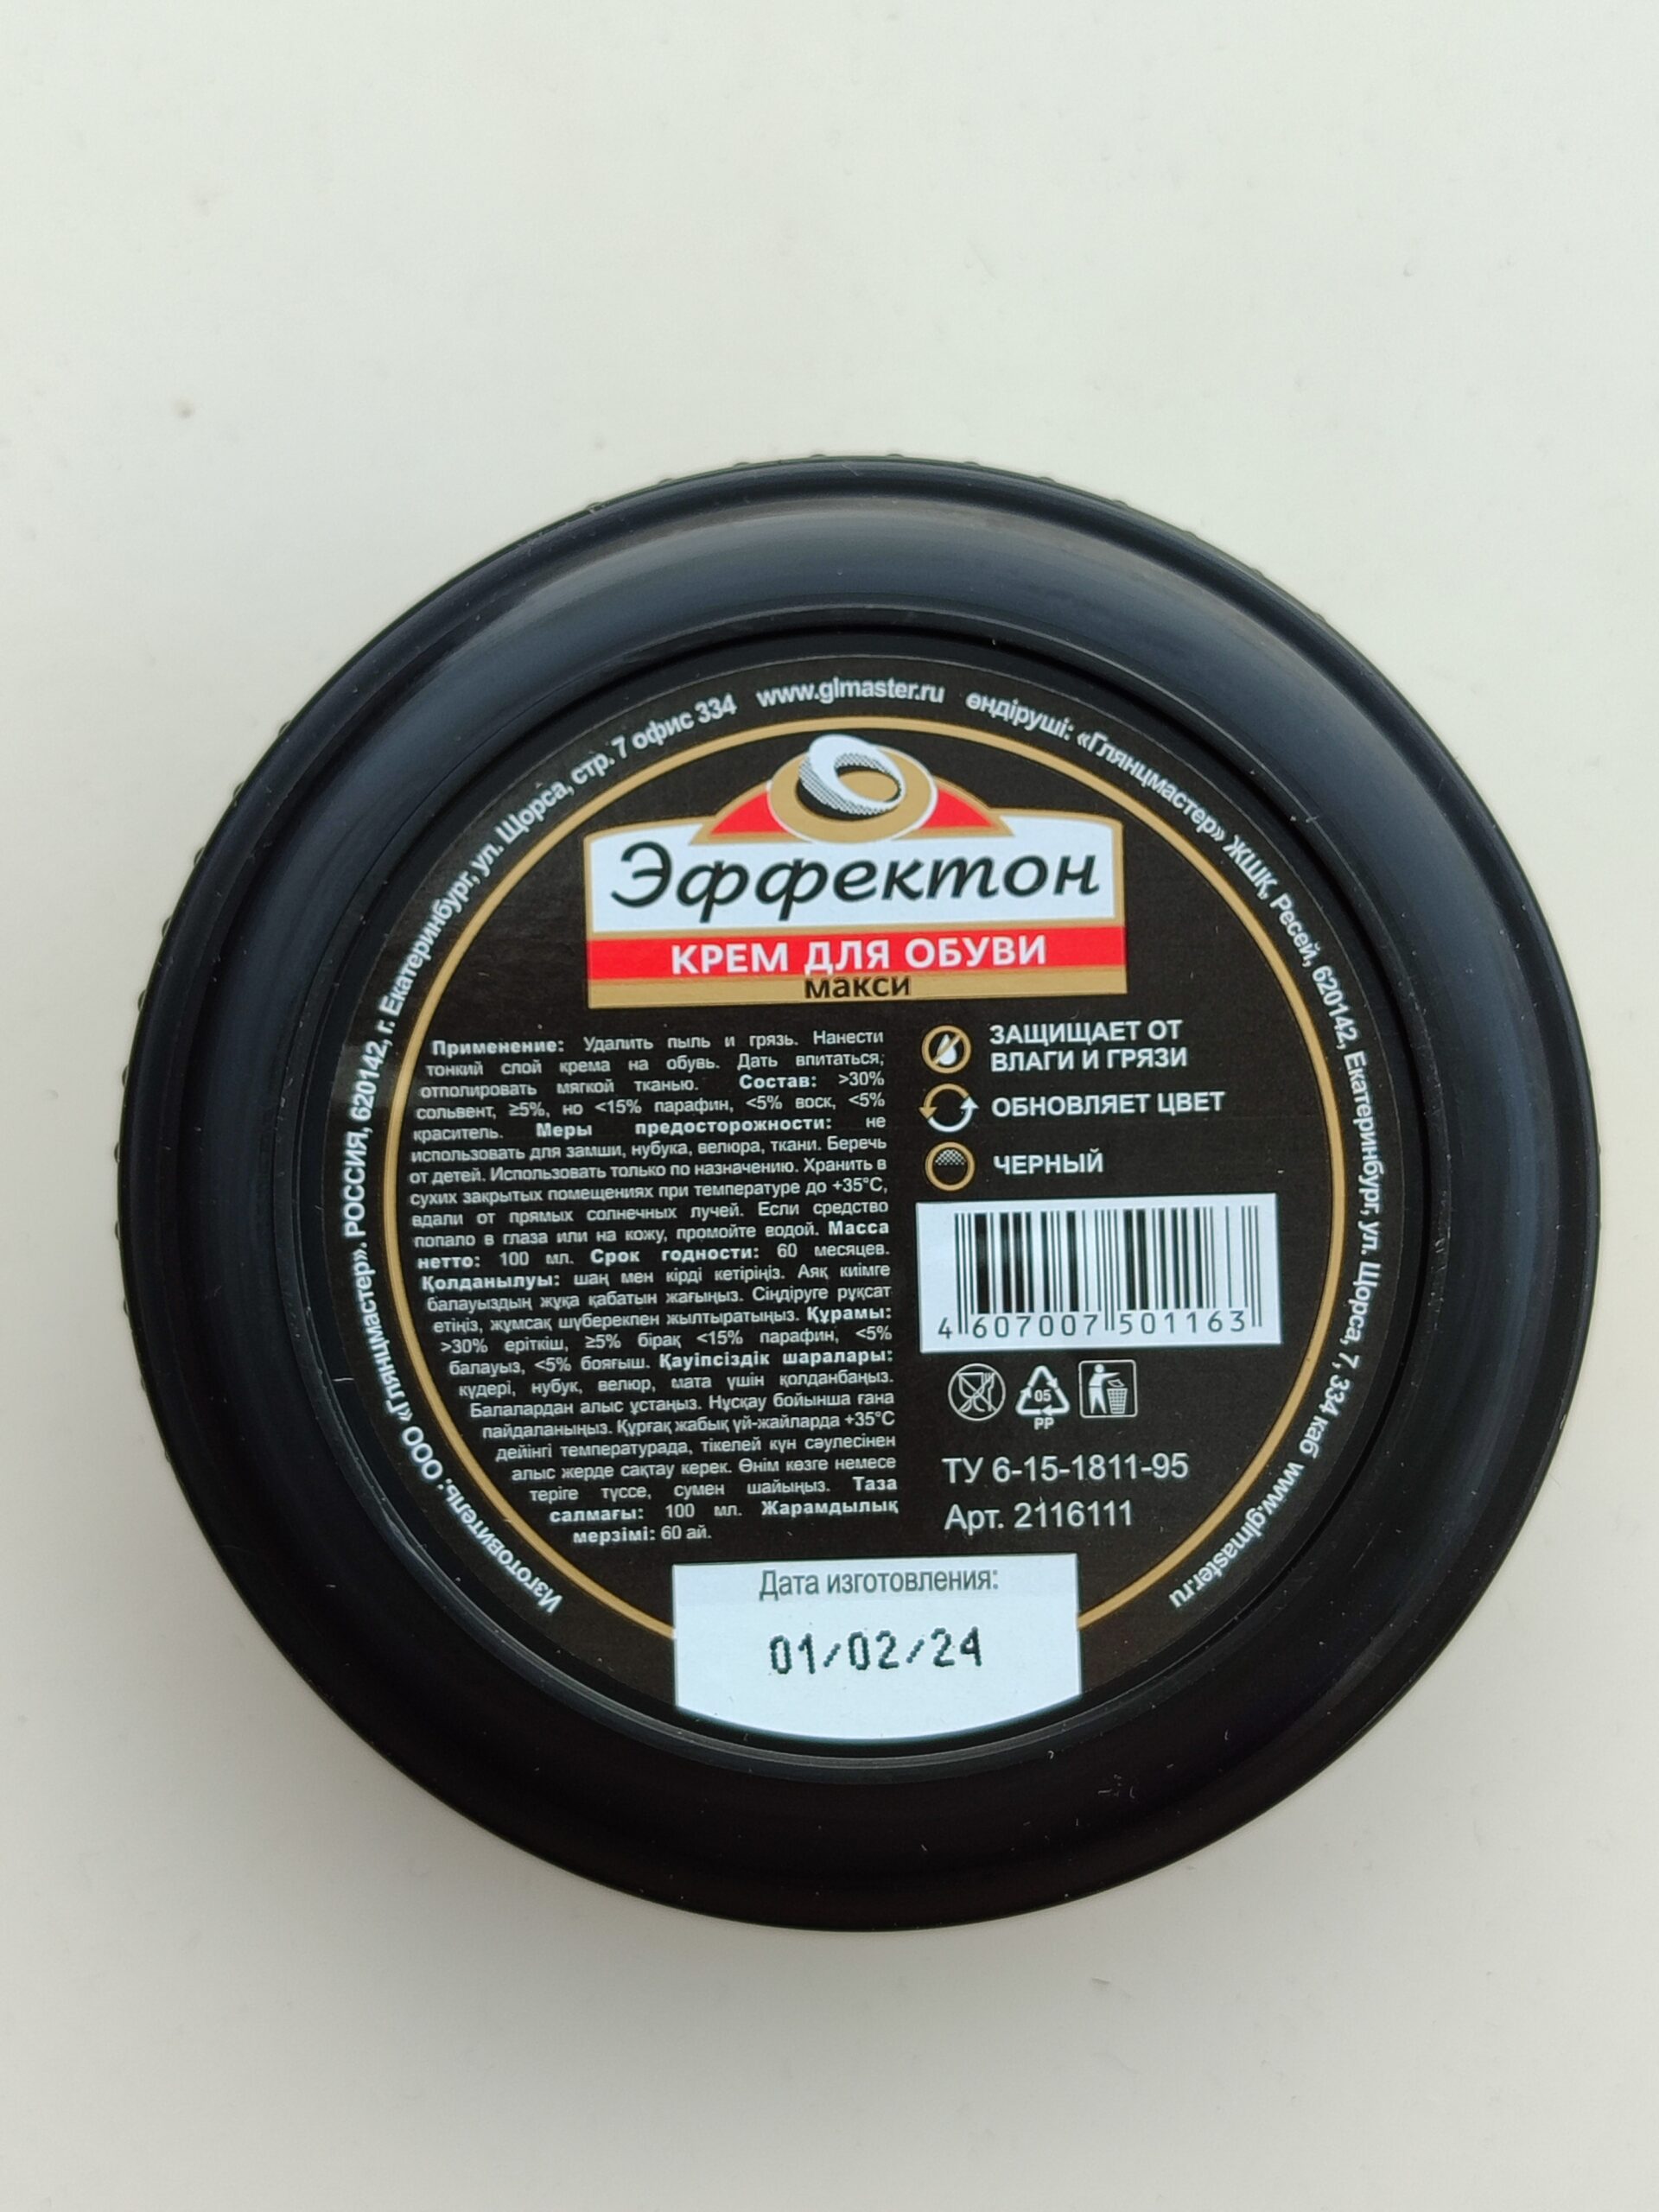 Изготовитель: ООО «Глянцмастер». РОССИЯ, 620142, г. Екатеринбург, ул. Щорса, стр. 7 офис 334 www.glmaster.ru
өндіруші: «Глянцмастер» ЖШҚ, Ресей, 620142, Екатеринбург, ул. Щорса, 7, 334 каб www.glmaster.ru
Эффектон
КРЕМ ДЛЯ ОБУВИ
макси
Применение: Удалить пыль и грязь. Нанести
тонкий слой крема на обувь. Дать впитаться,
отполировать мягкой тканью. Состав: >30%
сольвент, ≥5%, но <15% парафин, <5% воск, <5%
краситель. Меры предосторожности: не
использовать для замши, нубука, велюра, ткани. Беречь
от детей. Использовать только по назначению. Хранить в
сухих закрытых помещениях при температуре до +35°С,
вдали от прямых солнечных лучей. Если средство
попало в глаза или на кожу, промойте водой. Масса
нетто: 100 мл. Срок годности: 60 месяцев.
Қолданылуы: шаң мен кірді кетіріңіз. Аяқ киімге
балауыздың жұқа қабатын жағыңыз. Сіңдіруге рұқсат
етіңіз, жұмсақ шүберекпен жылтыратыңыз. Құрамы:
>30% еріткіш, ≥5% бірақ <15% парафин, <5%
балауыз, <5% бояғыш. Қауіпсіздік шаралары:
күдері, нубук, велюр, мата үшін қолданбаңыз.
Балалардан алыс ұстаңыз. Нұсқау бойынша ғана
пайдаланыңыз. Құрғақ жабық үй-жайларда +35°С
дейінгі температурада, тікелей күн сәулесінен
алыс жерде сақтау керек. Өнім көзге немесе
теріге түссе, сумен шайыңыз. Таза
салмағы: 100 мл. Жарамдылық
мерзімі: 60 ай.
ЗАЩИЩАЕТ ОТ
ВЛАГИ И ГРЯЗИ
ОБНОВЛЯЕТ ЦВЕТ
ЧЕРНЫЙ
4 607007 501163
05
PP
ТУ 6-15-1811-95
Арт. 2116111
Дата изготовления:
01/02/24